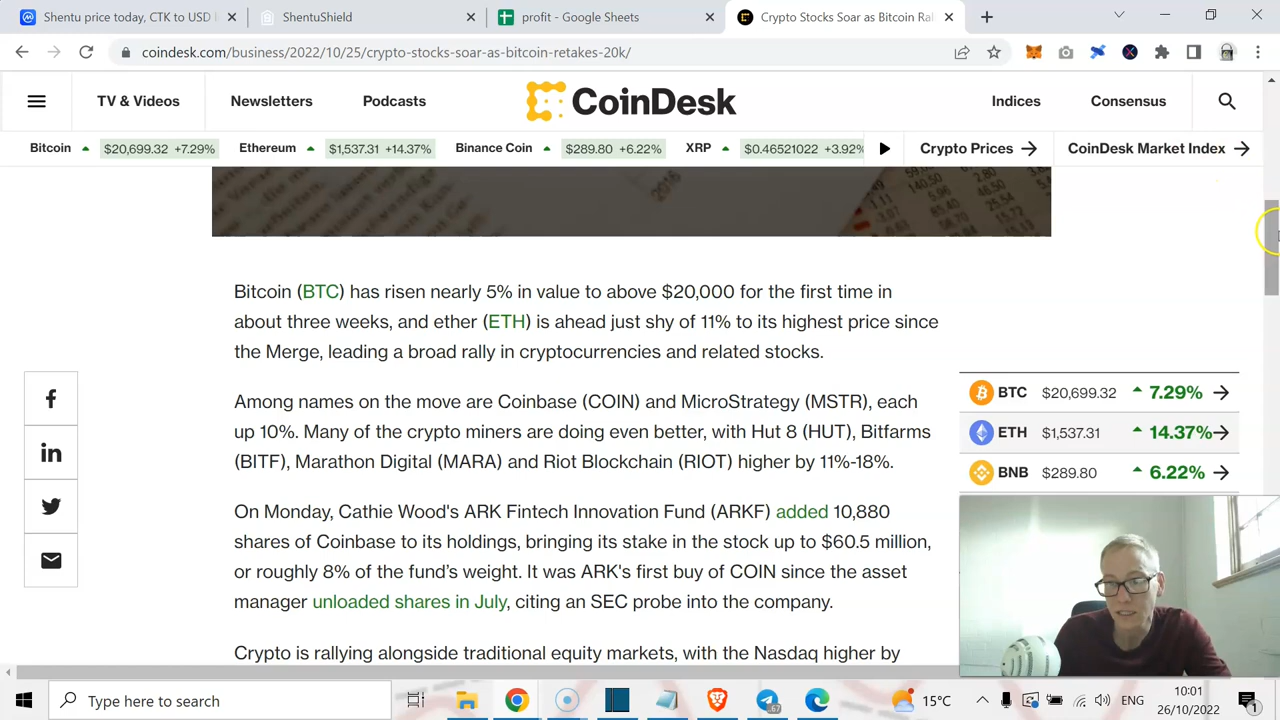 Shentu price today, CTK to USD l
ShentuShield
profit - Google Sheets
Crypto Stocks Soar as Bitcoin Ral
coindesk.com/business/2022/10/25/crypto-stocks-soar-as-bitcoin-retakes-20k/
TV & Videos
Newsletters
Podcasts
CoinDesk
Indices
Consensus
Bitcoin $20,699.32 +7.29%
Ethereum $1,537.31 +14.37%
Binance Coin $289.80 +6.22%
XRP $0.46521022 +3.92%
Crypto Prices
CoinDesk Market Index
2016
Bitcoin (BTC) has risen nearly 5% in value to above $20,000 for the first time in
about three weeks, and ether (ETH) is ahead just shy of 11% to its highest price since
the Merge, leading a broad rally in cryptocurrencies and related stocks.
Among names on the move are Coinbase (COIN) and MicroStrategy (MSTR), each
up 10%. Many of the crypto miners are doing even better, with Hut 8 (HUT), Bitfarms
(BITF), Marathon Digital (MARA) and Riot Blockchain (RIOT) higher by 11%-18%.
On Monday, Cathie Wood's ARK Fintech Innovation Fund (ARKF) added 10,880
shares of Coinbase to its holdings, bringing its stake in the stock up to $60.5 million,
or roughly 8% of the fund's weight. It was ARK's first buy of COIN since the asset
manager unloaded shares in July, citing an SEC probe into the company.
Crypto is rallying alongside traditional equity markets, with the Nasdaq higher by
BTC $20,699.32 7.29%
ETH $1,537.31 14.37%
BNB $289.80 6.22%
Type here to search
15°C
ENG
10:01
26/10/2022